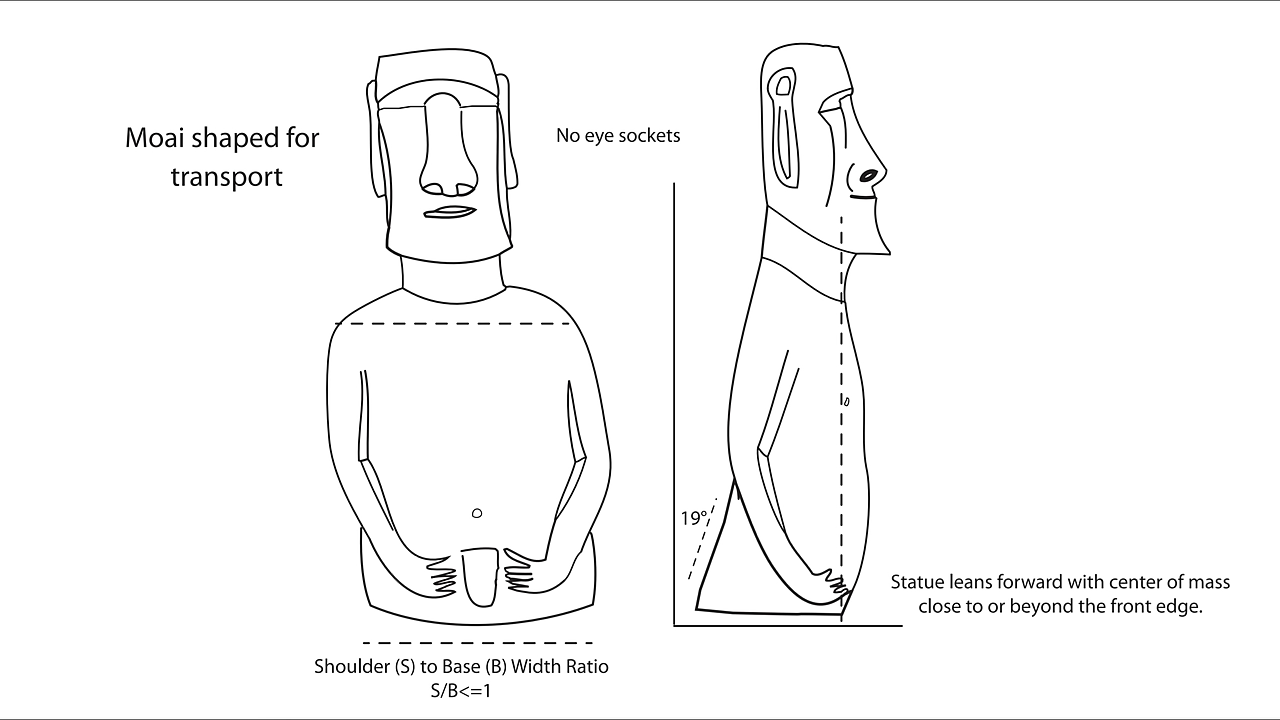 Moai shaped for
transport
No eye sockets
19°
Statue leans forward with center of mass
close to or beyond the front edge.
Shoulder (S) to Base (B) Width Ratio
S/B<=1